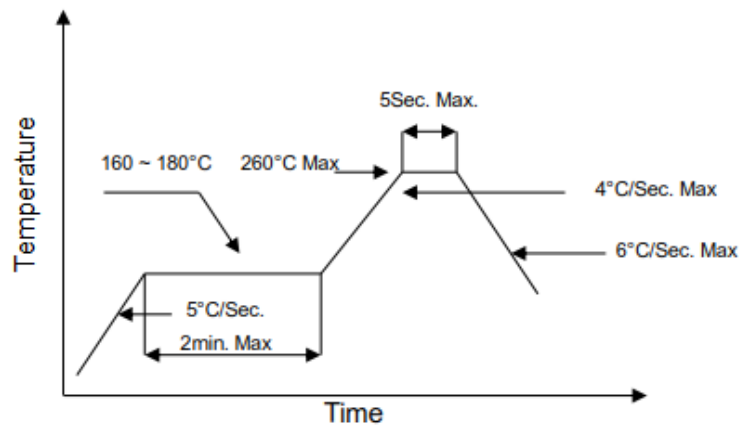 5Sec. Max.
160 ~ 180°C
260°C Max
4°C/Sec. Max
Temperature
6°C/Sec. Max
5°C/Sec.
2min. Max
Time